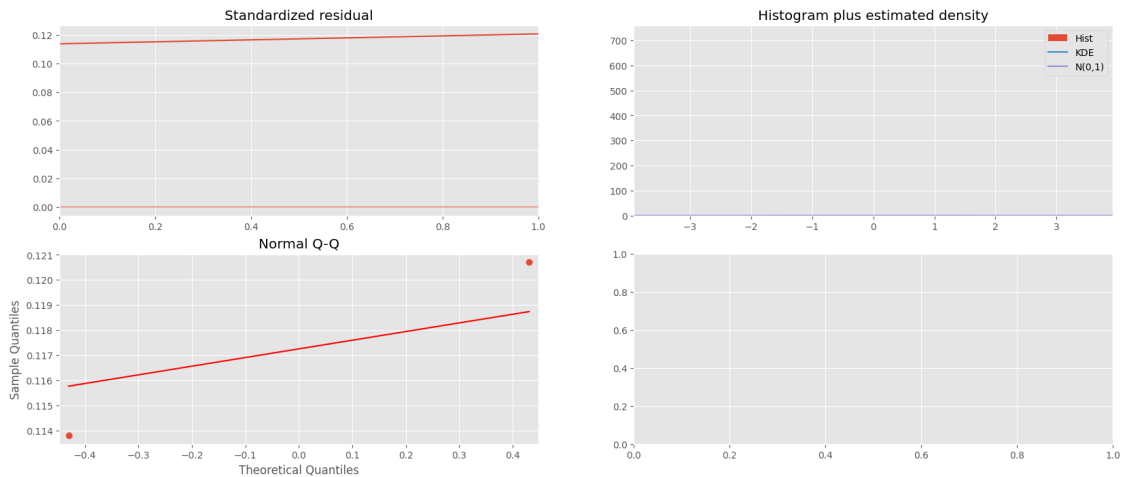 Standardized residual
0.12
0.10
0.08
0.06
0.04
0.02
0.00
0.0 0.2 0.4 0.6 0.8 1.0
Histogram plus estimated density
700
600
500
400
300
200
100
0
−3 −2 −1 0 1 2 3
Hist
KDE
N(0,1)
Normal Q-Q
Sample Quantiles
0.121
0.120
0.119
0.118
0.117
0.116
0.115
0.114
−0.4 −0.3 −0.2 −0.1 0.0 0.1 0.2 0.3 0.4
Theoretical Quantiles
1.0
0.8
0.6
0.4
0.2
0.0
0.0 0.2 0.4 0.6 0.8 1.0